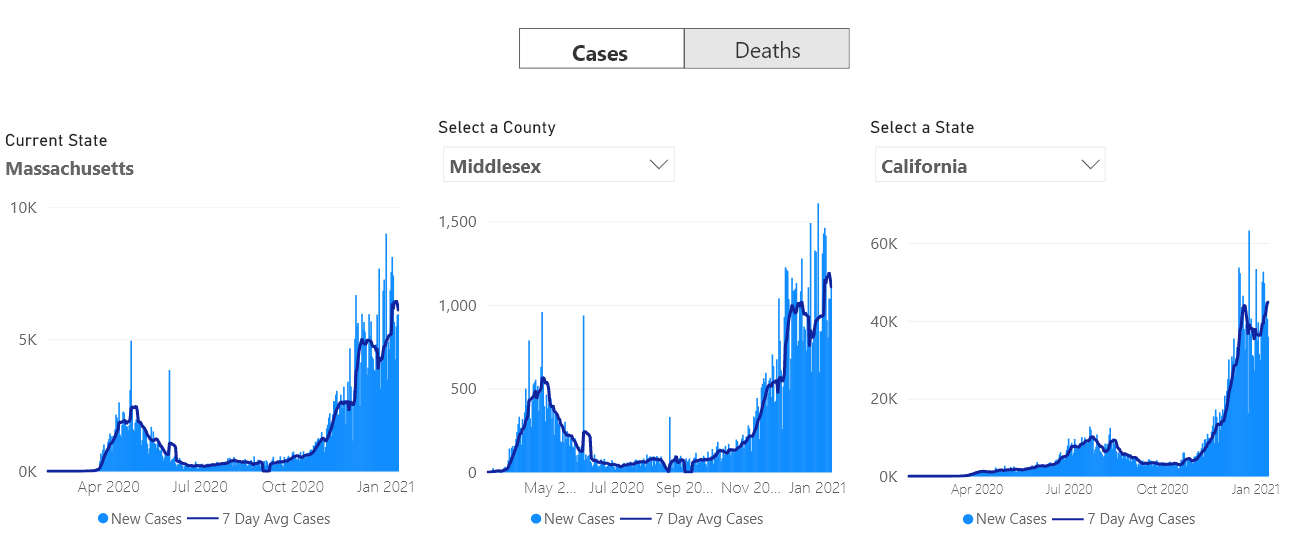 Cases
Deaths
Current State
Massachusetts
10K
5K
0K
Apr 2020
Jul 2020
Oct 2020
Jan 2021
New Cases
7 Day Avg Cases
Select a County
Middlesex
1,500
1,000
500
0
May 2...
Jul 2020
Sep 20...
Nov 20...
Jan 2021
New Cases
7 Day Avg Cases
Select a State
California
60K
40K
20K
0K
Apr 2020
Jul 2020
Oct 2020
Jan 2021
New Cases
7 Day Avg Cases